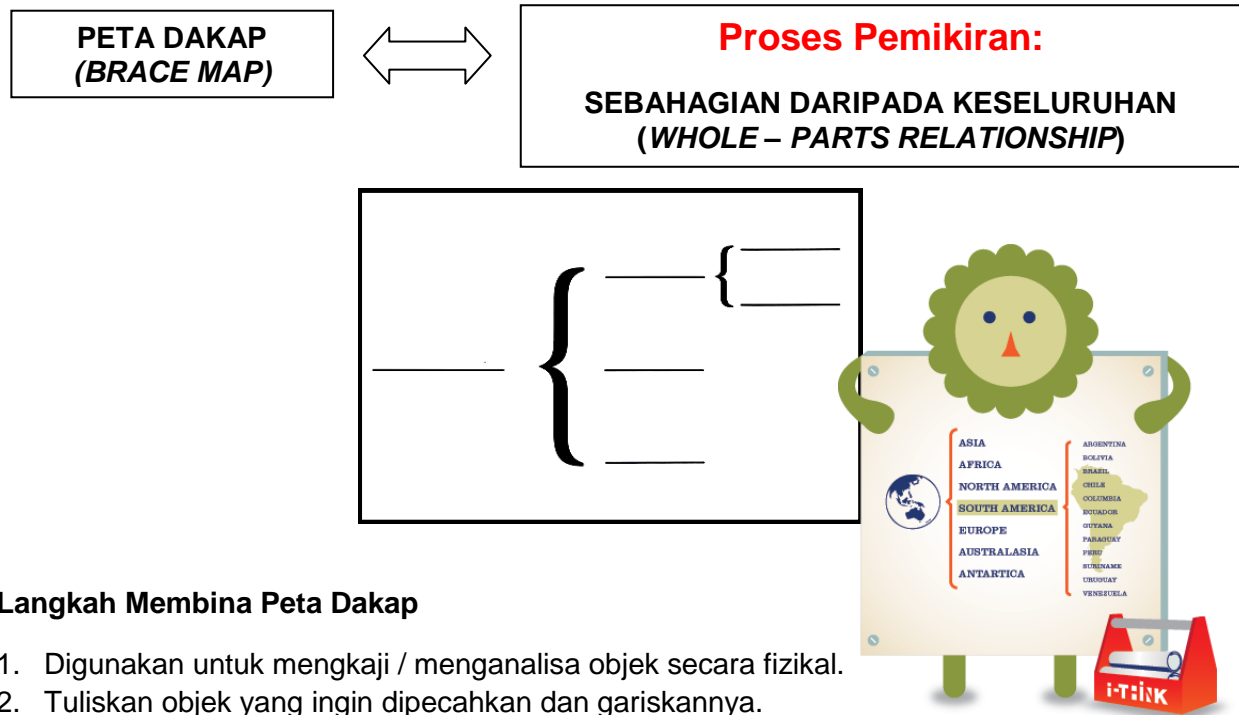 PETA DAKAP
(BRACE MAP)
Proses Pemikiran:
SEBAHAGIAN DARIPADA KESELURUHAN
(WHOLE – PARTS RELATIONSHIP)
ASIA
AFRICA
NORTH AMERICA
SOUTH AMERICA
EUROPE
AUSTRALASIA
ANTARTICA
ARGENTINA
BOLIVIA
BRAZIL
CHILE
COLUMBIA
ECUADOR
GUYANA
PARAGUAY
PERU
SURINAME
URUGUAY
VENEZUELA
i-THiNK
Langkah Membina Peta Dakap
1. Digunakan untuk mengkaji / menganalisa objek secara fizikal.
2. Tuliskan objek yang ingin dipecahkan dan gariskannya.